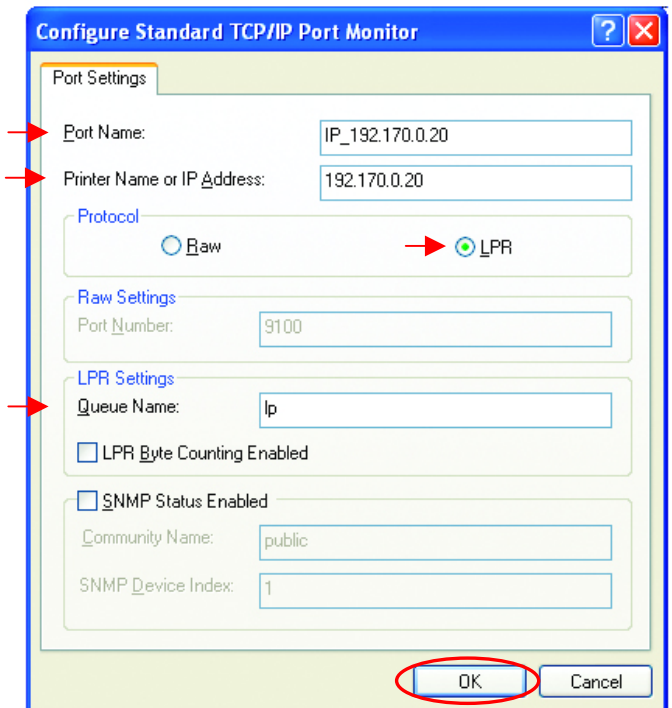 Configure Standard TCP/IP Port Monitor
Port Settings
Port Name: IP_192.170.0.20
Printer Name or IP Address: 192.170.0.20
Protocol
Raw LPR
Raw Settings
Port Number: 9100
LPR Settings
Queue Name: lp
LPR Byte Counting Enabled
SNMP Status Enabled
Community Name: public
SNMP Device Index: 1
OK Cancel